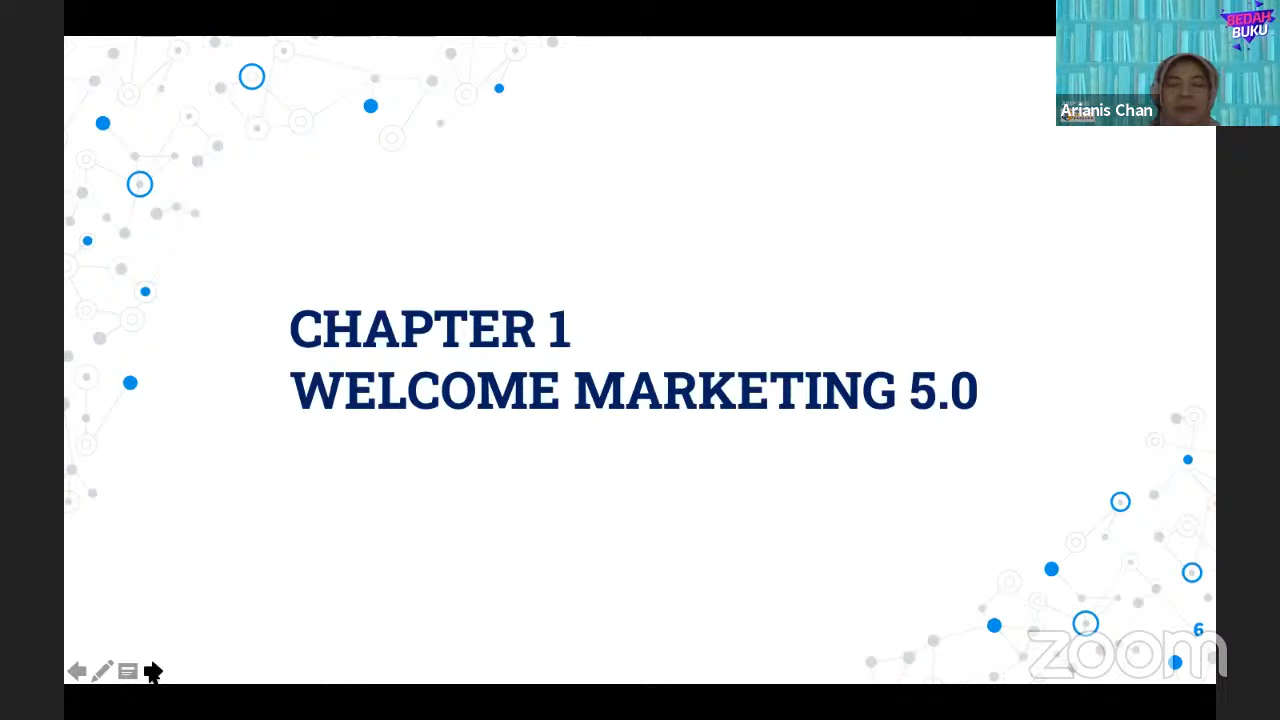 BEDAH
BUKU
Arianis Chan
CHAPTER 1
WELCOME MARKETING 5.0
6
zoom